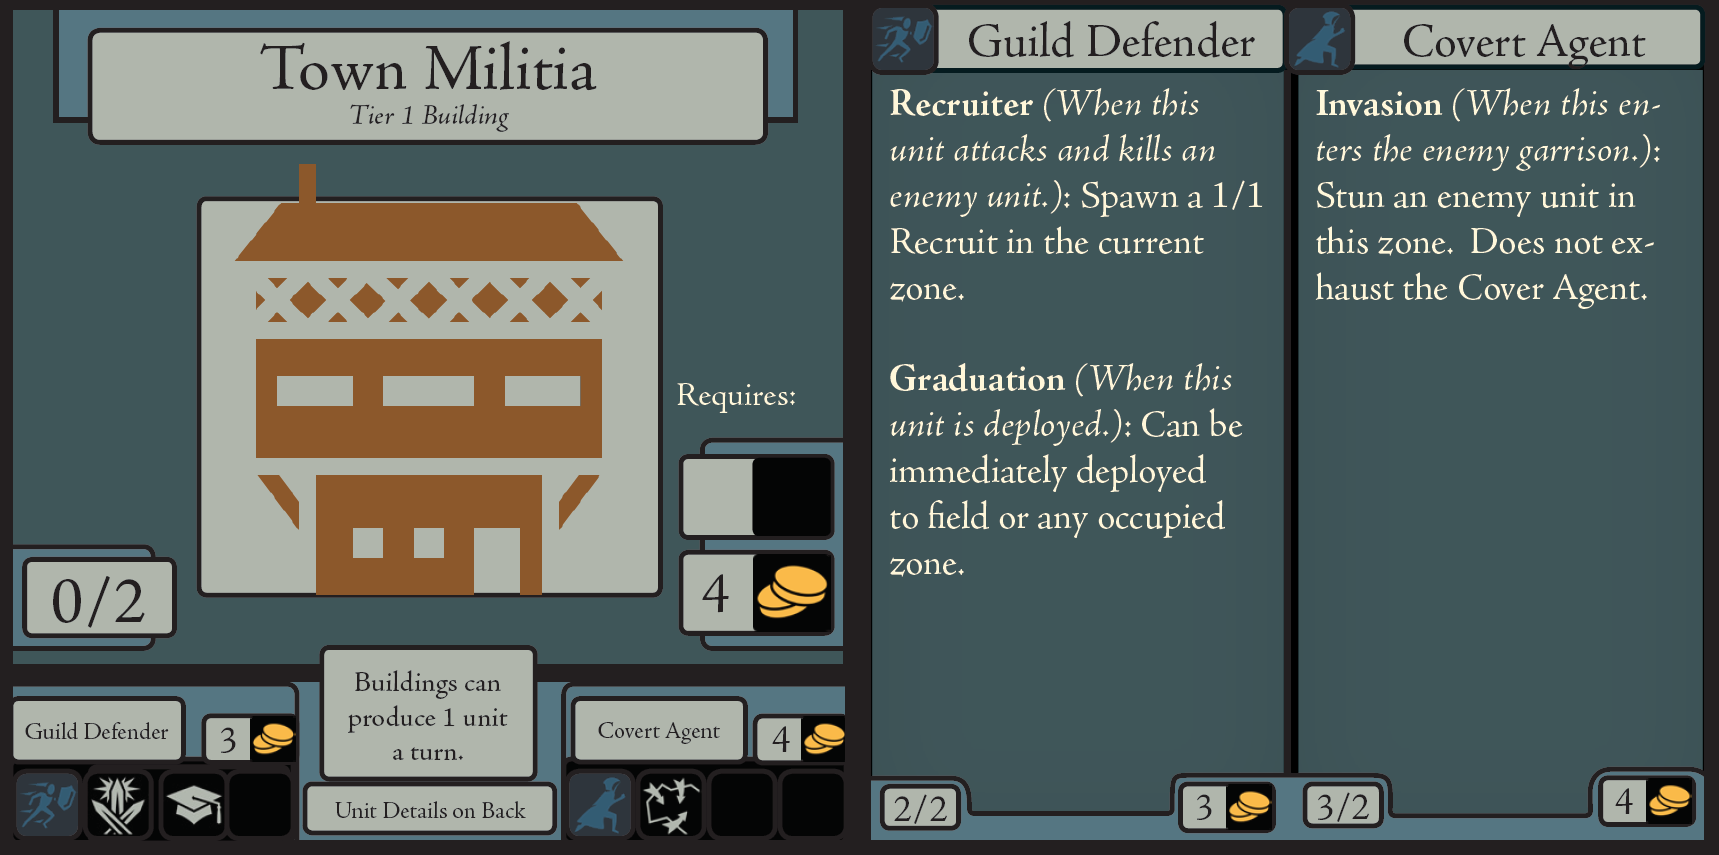 Town Militia
Tier 1 Building
Requires:
4
0/2
Guild Defender
3
Buildings can
produce 1 unit
a turn.
Unit Details on Back
Covert Agent
4
Guild Defender
Recruiter (When this
unit attacks and kills an
enemy unit.): Spawn a 1/1
Recruit in the current
zone.
Graduation (When this
unit is deployed.): Can be
immediately deployed
to field or any occupied
zone.
2/2
3
Covert Agent
Invasion (When this en-
ters the enemy garrison.):
Stun an enemy unit in
this zone.  Does not ex-
haust the Cover Agent.
3/2
4